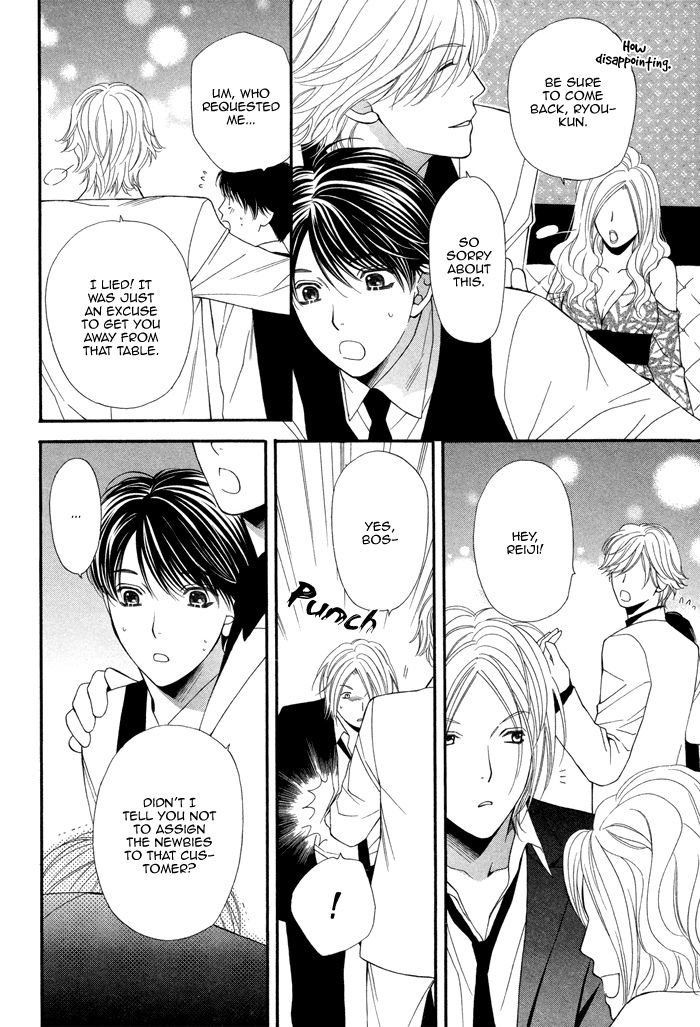 How
disappointing.
BE SURE
TO COME
BACK, RYOU-
KUN.
SO
SORRY
ABOUT
THIS.
UM, WHO
REQUESTED
ME...
I LIED! IT
WAS JUST
AN EXCUSE
TO GET YOU
AWAY FROM
THAT TABLE.
HEY,
REIJI!
YES,
BOS-
Punch
!
...
DIDN'T I
TELL YOU NOT
TO ASSIGN
THE NEWBIES
TO THAT CUS-
TOMER?